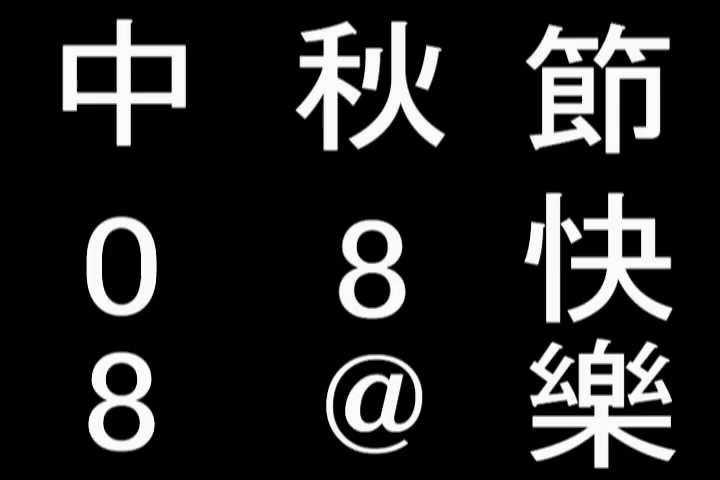 中 秋 節
0 8 快
8 @ 樂